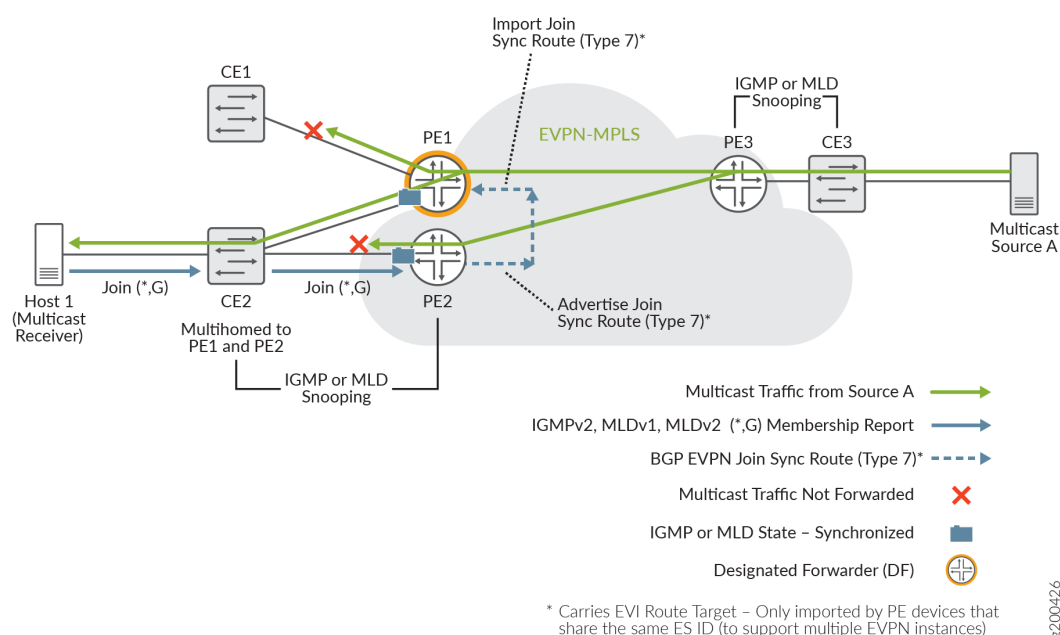 Import Join
Sync Route (Type 7)*
CE1
IGMP or MLD
Snooping
EVPN-MPLS
PE1
PE3
CE3
Multicast
Source A
Join (*,G)
Join (*,G)
Host 1
(Multicast
Receiver)
CE2
PE2
Advertise Join
Sync Route (Type 7)*
Multihomed to
PE1 and PE2
IGMP or MLD
Snooping
Multicast Traffic from Source A
IGMPv2, MLDv1, MLDv2 (*,G) Membership Report
BGP EVPN Join Sync Route (Type 7)*
Multicast Traffic Not Forwarded
IGMP or MLD State – Synchronized
Designated Forwarder (DF)
* Carries EVI Route Target – Only imported by PE devices that
share the same ES ID (to support multiple EVPN instances)
g200426